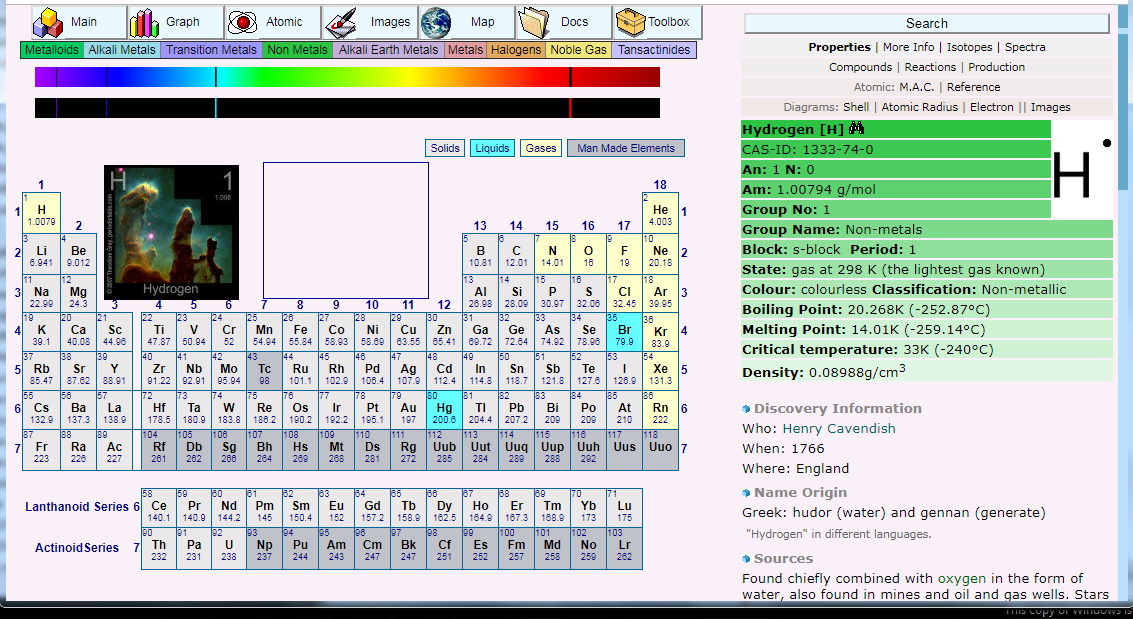 Main Graph Atomic Images Map Docs Toolbox
Metalloids Alkali Metals Transition Metals Non Metals Alkali Earth Metals Metals Halogens Noble Gas Tansactinides
Solids Liquids Gases Man Made Elements
H 1
1.008
© 2007 Theodore Gray, periodictable.com
Hydrogen
1 18
1 1 H 1.0079 2 He 4.003 1
2 13 14 15 16 17
2 3 Li 6.941 4 Be 9.012 5 B 10.81 6 C 12.01 7 N 14.01 8 O 16 9 F 19 10 Ne 20.18 2
3 11 Na 22.99 12 Mg 24.3 13 Al 26.98 14 Si 28.09 15 P 30.97 16 S 32.06 17 Cl 32.45 18 Ar 39.95 3
3 4 5 6 7 8 9 10 11 12
4 19 K 39.1 20 Ca 40.08 21 Sc 44.96 22 Ti 47.87 23 V 50.94 24 Cr 52 25 Mn 54.94 26 Fe 55.84 27 Co 58.93 28 Ni 58.69 29 Cu 63.55 30 Zn 65.41 31 Ga 69.72 32 Ge 72.64 33 As 74.92 34 Se 78.96 35 Br 79.9 36 Kr 83.9 4
5 37 Rb 85.47 38 Sr 87.62 39 Y 88.91 40 Zr 91.22 41 Nb 92.91 42 Mo 95.94 43 Tc 98 44 Ru 101.1 45 Rh 102.9 46 Pd 106.4 47 Ag 107.9 48 Cd 112.4 49 In 114.8 50 Sn 118.7 51 Sb 121.8 52 Te 127.6 53 I 126.9 54 Xe 131.3 5
6 55 Cs 132.9 56 Ba 137.3 57 La 138.9 72 Hf 178.5 73 Ta 180.9 74 W 183.8 75 Re 186.2 76 Os 190.2 77 Ir 192.2 78 Pt 195.1 79 Au 197 80 Hg 200.6 81 Tl 204.4 82 Pb 207.2 83 Bi 209 84 Po 209 85 At 210 86 Rn 222 6
7 87 Fr 223 88 Ra 226 89 Ac 227 104 Rf 261 105 Db 262 106 Sg 266 107 Bh 264 108 Hs 269 109 Mt 268 110 Ds 281 111 Rg 272 112 Uub 285 113 Uut 284 114 Uuq 289 115 Uup 288 116 Uuh 292 117 Uus 118 Uuo 7
Lanthanoid Series 6 58 Ce 140.1 59 Pr 140.9 60 Nd 144.2 61 Pm 145 62 Sm 150.4 63 Eu 152 64 Gd 157.2 65 Tb 158.9 66 Dy 162.5 67 Ho 164.9 68 Er 167.3 69 Tm 168.9 70 Yb 173 71 Lu 175
ActinoidSeries 7 90 Th 232 91 Pa 231 92 U 238 93 Np 237 94 Pu 244 95 Am 243 96 Cm 247 97 Bk 247 98 Cf 251 99 Es 252 100 Fm 257 101 Md 258 102 No 259 103 Lr 262
Search
Properties | More Info | Isotopes | Spectra
Compounds | Reactions | Production
Atomic: M.A.C. | Reference
Diagrams: Shell | Atomic Radius | Electron || Images
Hydrogen [H]
CAS-ID: 1333-74-0
An: 1 N: 0
Am: 1.00794 g/mol
Group No: 1
H
Group Name: Non-metals
Block: s-block Period: 1
State: gas at 298 K (the lightest gas known)
Colour: colourless Classification: Non-metallic
Boiling Point: 20.268K (-252.87°C)
Melting Point: 14.01K (-259.14°C)
Critical temperature: 33K (-240°C)
Density: 0.08988g/cm³
Discovery Information
Who: Henry Cavendish
When: 1766
Where: England
Name Origin
Greek: hudor (water) and gennan (generate)
"Hydrogen" in different languages.
Sources
Found chiefly combined with oxygen in the form of
water, also found in mines and oil and gas wells. Stars
This copy of Windows is